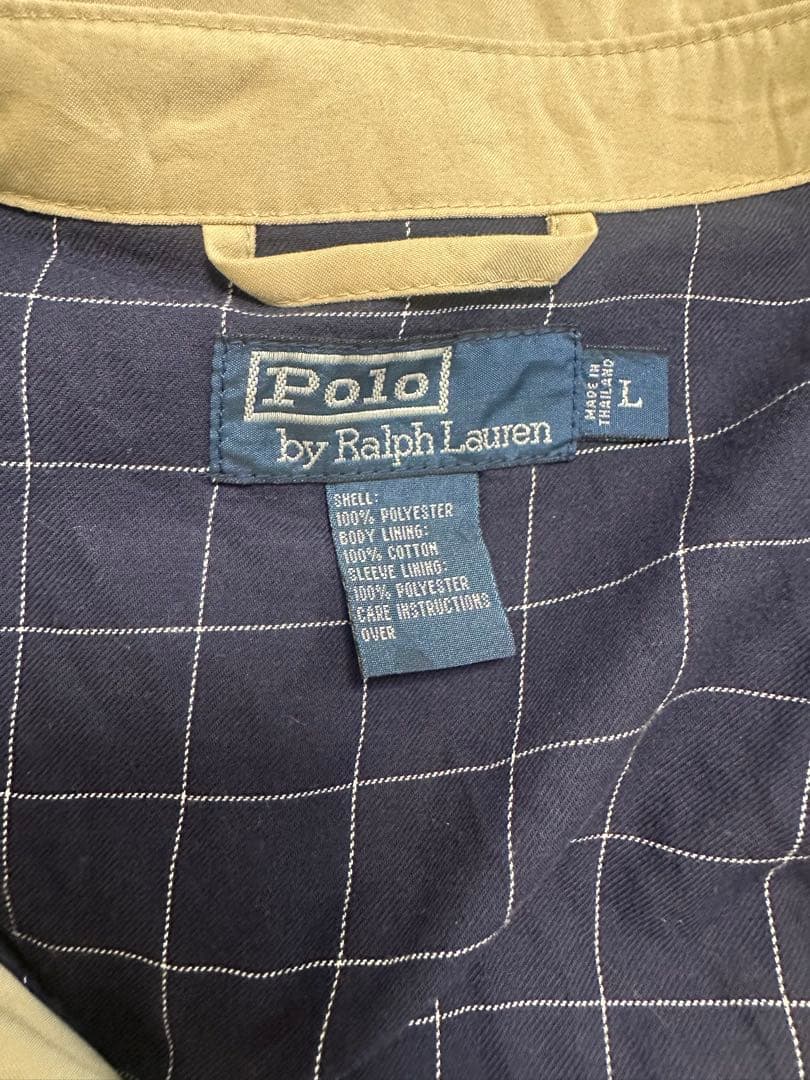 Polo
by Ralph Lauren
MADE IN
THAILAND
L
SHELL:
100% POLYESTER
BODY LINING:
100% COTTON
SLEEVE LINING:
100% POLYESTER
CARE INSTRUCTIONS
OVER